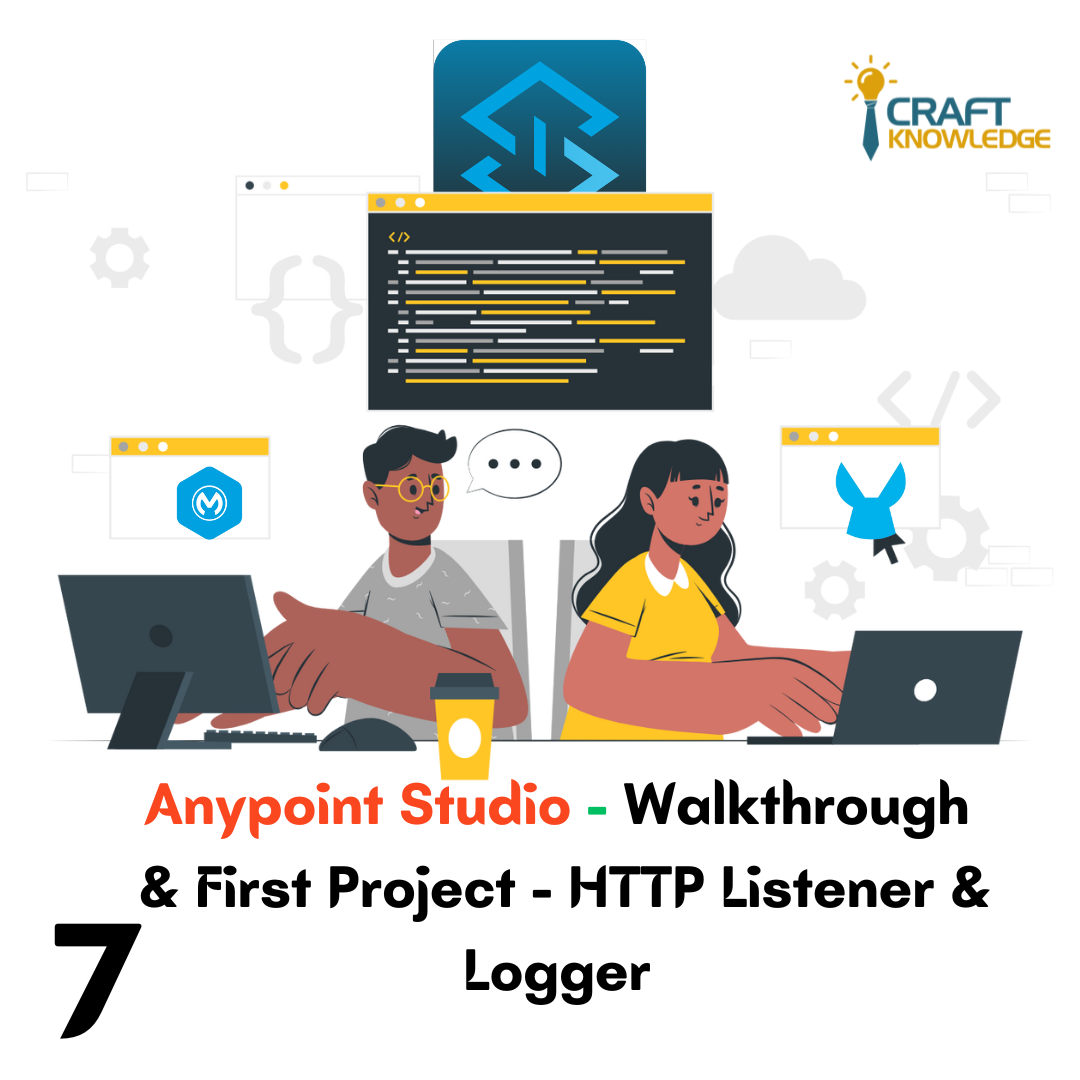 CRAFT
KNOWLEDGE
</>
Anypoint Studio - Walkthrough
& First Project - HTTP Listener &
Logger
7